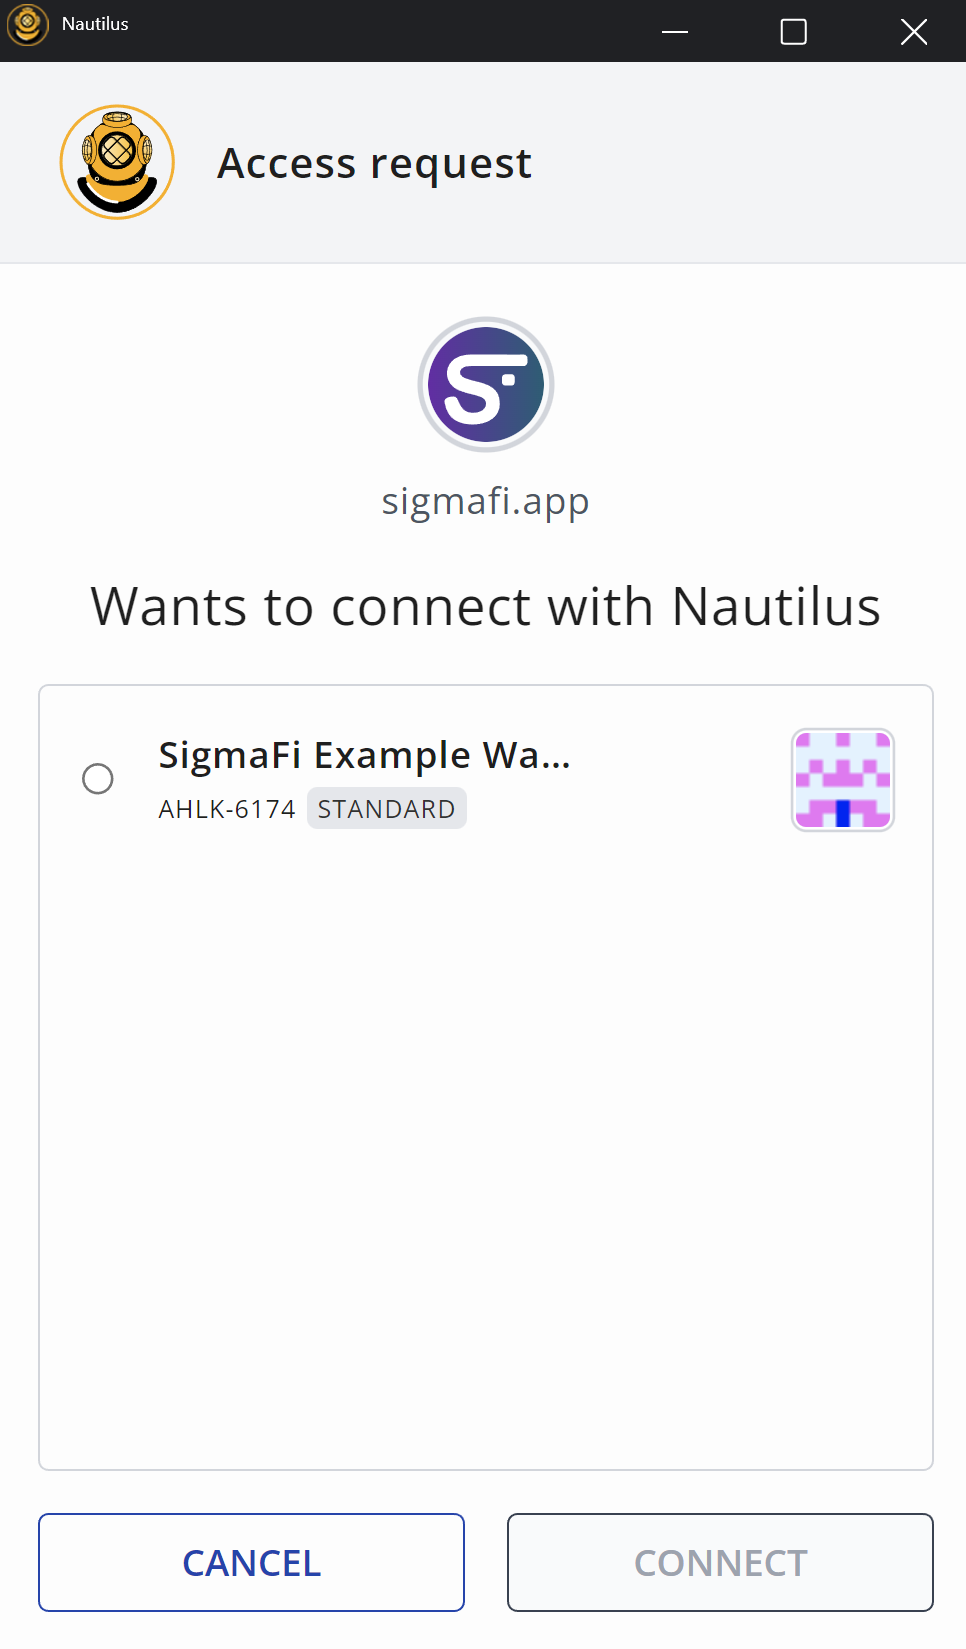 Nautilus
Access request
sigmafi.app
Wants to connect with Nautilus
SigmaFi Example Wa...
AHLK-6174 STANDARD
CANCEL
CONNECT